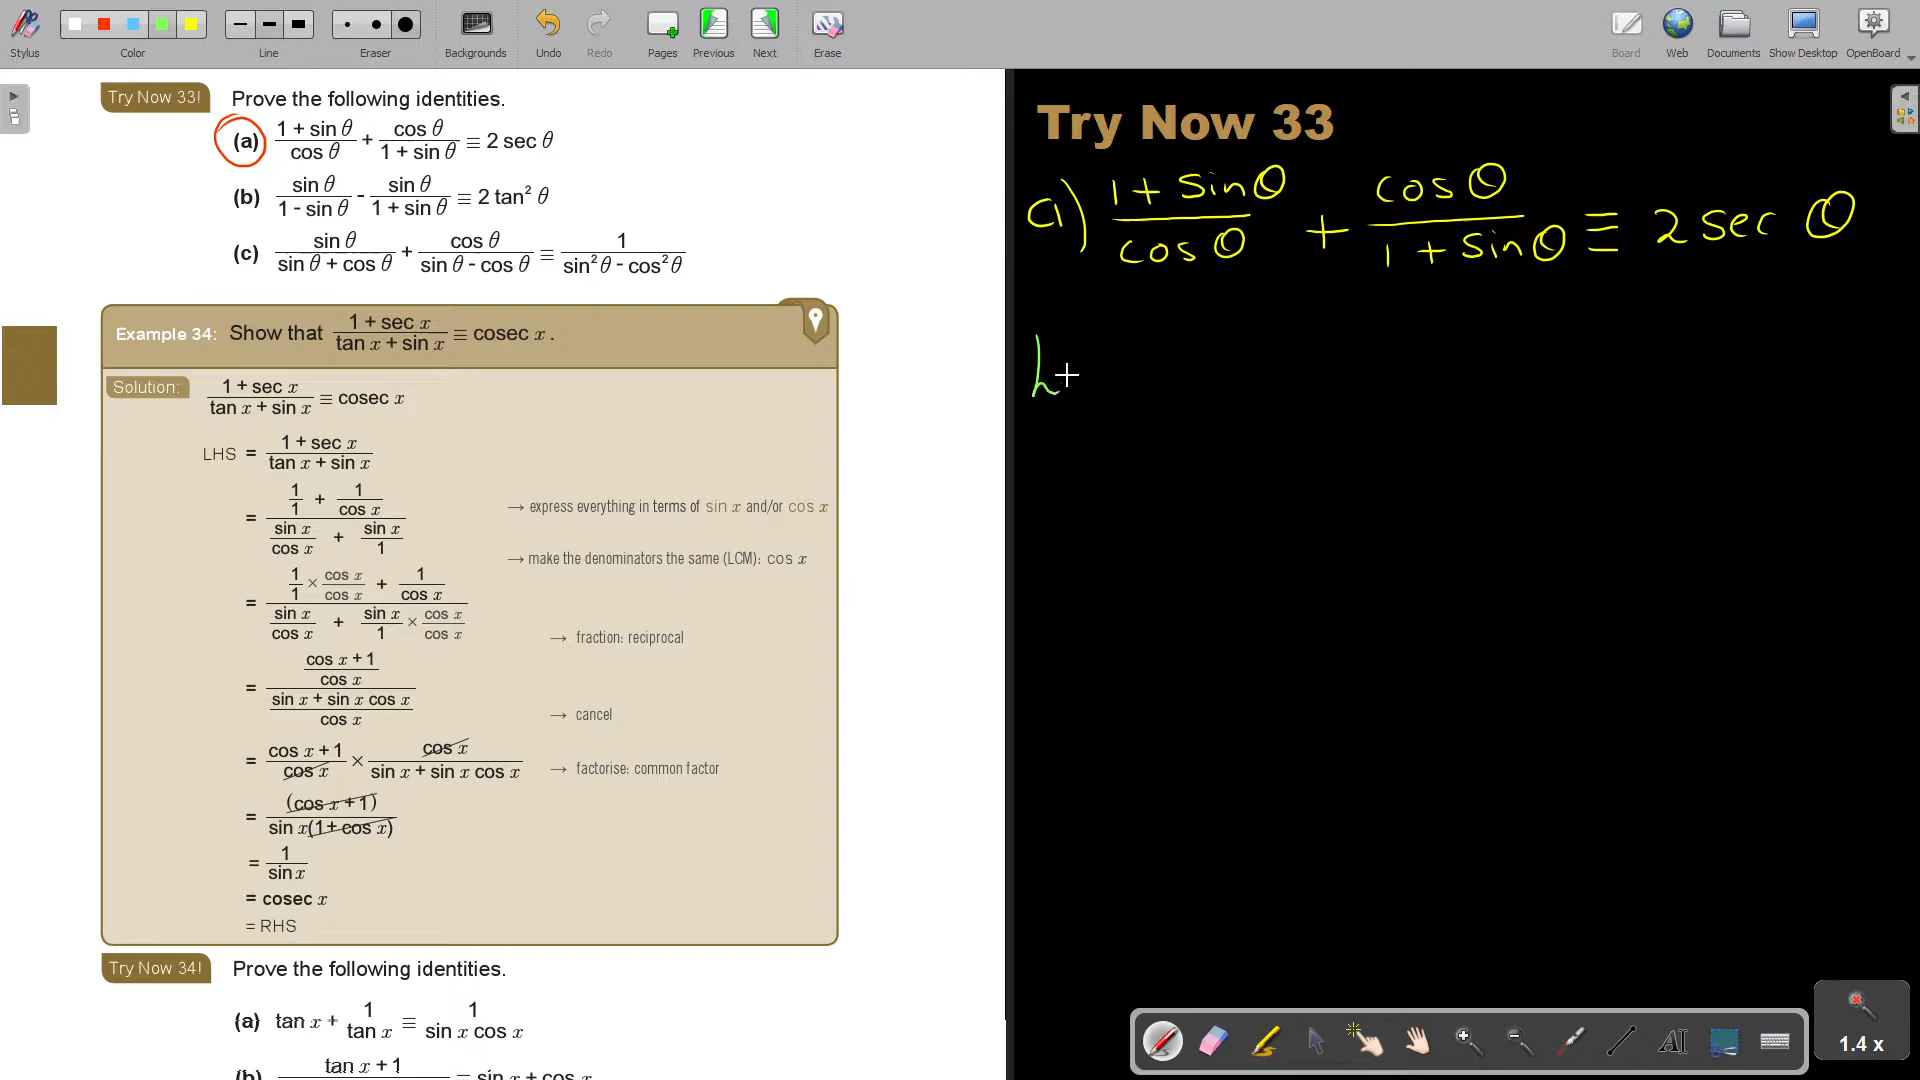 Stylus Color Line Eraser Backgrounds Undo Redo Pages Previous Next Erase Board Web Documents Show Desktop OpenBoard
Try Now 33! Prove the following identities.
(a) (1 + sin θ)/(cos θ) + (cos θ)/(1 + sin θ) ≡ 2 sec θ
(b) (sin θ)/(1 - sin θ) - (sin θ)/(1 + sin θ) ≡ 2 tan² θ
(c) (sin θ)/(sin θ + cos θ) + (cos θ)/(sin θ - cos θ) ≡ 1/(sin² θ - cos² θ)
Example 34: Show that (1 + sec x)/(tan x + sin x) ≡ cosec x .
Solution: (1 + sec x)/(tan x + sin x) ≡ cosec x
LHS = (1 + sec x)/(tan x + sin x)
= (1/1 + 1/cos x)/(sin x/cos x + sin x/1) → express everything in terms of sin x and/or cos x
→ make the denominators the same (LCM): cos x
= (1/1 × cos x/cos x + 1/cos x)/(sin x/cos x + sin x/1 × cos x/cos x)
→ fraction: reciprocal
= ((cos x + 1)/cos x)/((sin x + sin x cos x)/cos x)
→ cancel
= (cos x + 1)/cos x × cos x/(sin x + sin x cos x) → factorise: common factor
= (cos x + 1)/(sin x(1 + cos x))
= 1/sin x
= cosec x
= RHS
Try Now 34! Prove the following identities.
(a) tan x + 1/tan x ≡ 1/(sin x cos x)
(b) tan x + 1 ≡ sin x + cos x
Try Now 33
a) (1 + sin θ)/(cos θ) + (cos θ)/(1 + sin θ) ≡ 2 sec θ
L
1.4 x